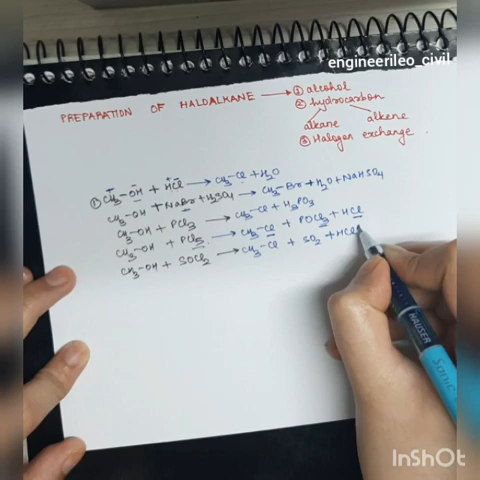 engineerileo_civil
PREPARATION OF HALOALKANE → ① alcohol
② hydrocarbon
alkane alkene
③ Halogen exchange.
① CH3-OH + HCl → CH3-Cl + H2O
CH3-OH + NaBr + H2SO4 → CH3-Br + H2O + NaHSO4
CH3-OH + PCl3 → CH3-Cl + H3PO3
CH3-OH + PCl5 → CH3-Cl + POCl3 + HCl
CH3-OH + SOCl2 → CH3-Cl + SO2 + HCl
HAUSER
Sonic
InShOt